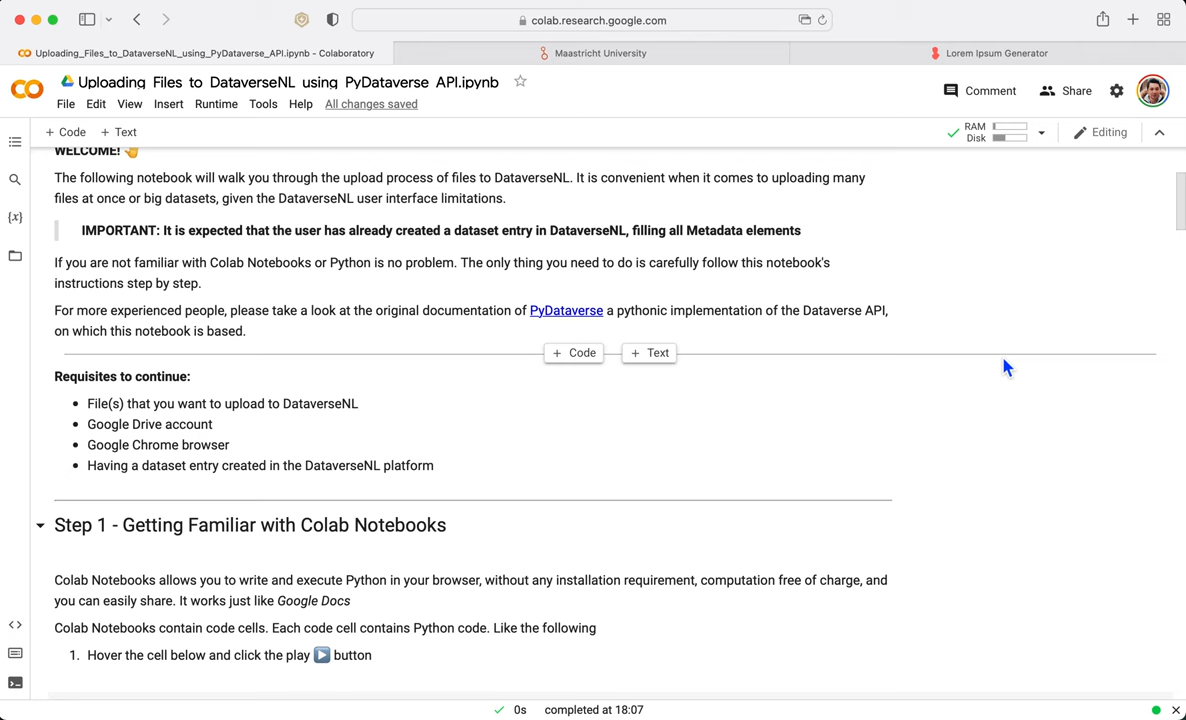 colab.research.google.com
Uploading_Files_to_DataverseNL_using_PyDataverse_API.ipynb - Colaboratory
Maastricht University
Lorem Ipsum Generator
Uploading Files to DataverseNL using PyDataverse API.ipynb
Comment
Share
File Edit View Insert Runtime Tools Help All changes saved
+ Code + Text
RAM
Disk
Editing
WELCOME! 👋
The following notebook will walk you through the upload process of files to DataverseNL. It is convenient when it comes to uploading many
files at once or big datasets, given the DataverseNL user interface limitations.
IMPORTANT: It is expected that the user has already created a dataset entry in DataverseNL, filling all Metadata elements
If you are not familiar with Colab Notebooks or Python is no problem. The only thing you need to do is carefully follow this notebook's
instructions step by step.
For more experienced people, please take a look at the original documentation of PyDataverse a pythonic implementation of the Dataverse API,
on which this notebook is based.
+ Code + Text
Requisites to continue:
• File(s) that you want to upload to DataverseNL
• Google Drive account
• Google Chrome browser
• Having a dataset entry created in the DataverseNL platform
Step 1 - Getting Familiar with Colab Notebooks
Colab Notebooks allows you to write and execute Python in your browser, without any installation requirement, computation free of charge, and
you can easily share. It works just like Google Docs
Colab Notebooks contain code cells. Each code cell contains Python code. Like the following
1. Hover the cell below and click the play ▶️ button
0s completed at 18:07